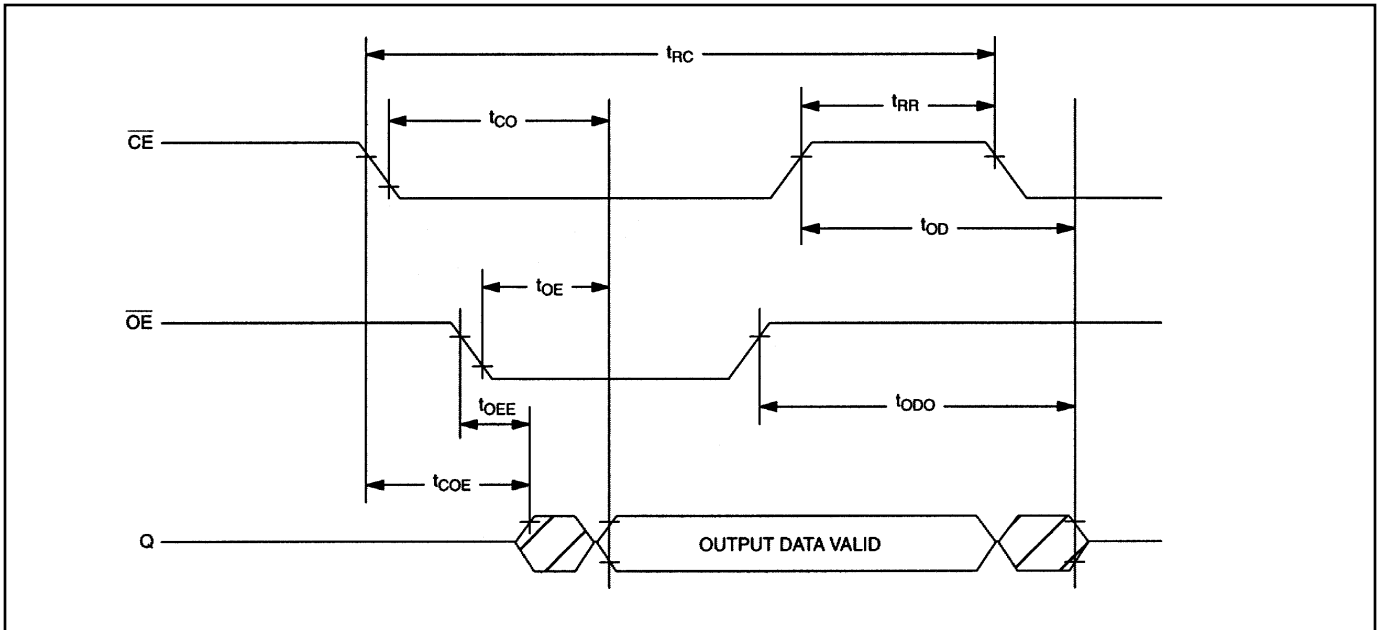 tRC
tRR
tCO
CE
tOD
tOE
OE
tOEE
tODO
tCOE
Q
OUTPUT DATA VALID